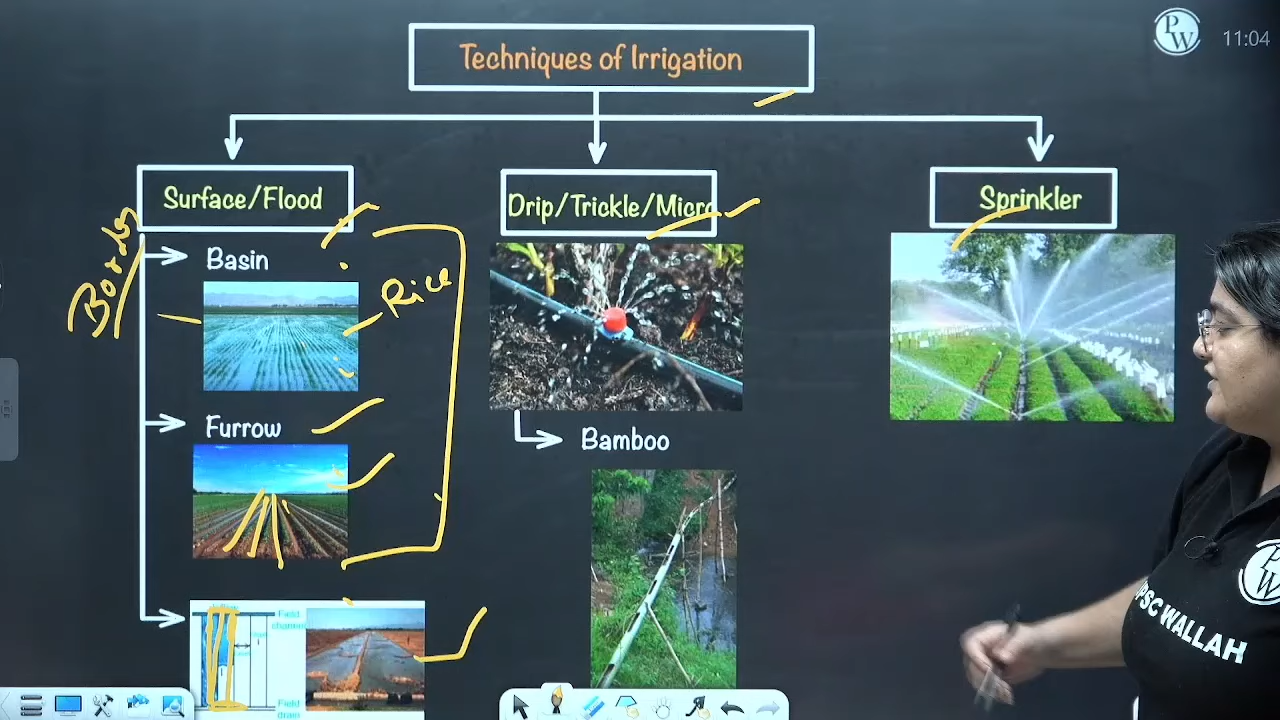 Techniques of Irrigation
PW
11:04
Surface/Flood
Drip/Trickle/Micro
Sprinkler
Border
Basin
Rice
Furrow
Bamboo
Field
Field
drain
PW
PSC WALLAH